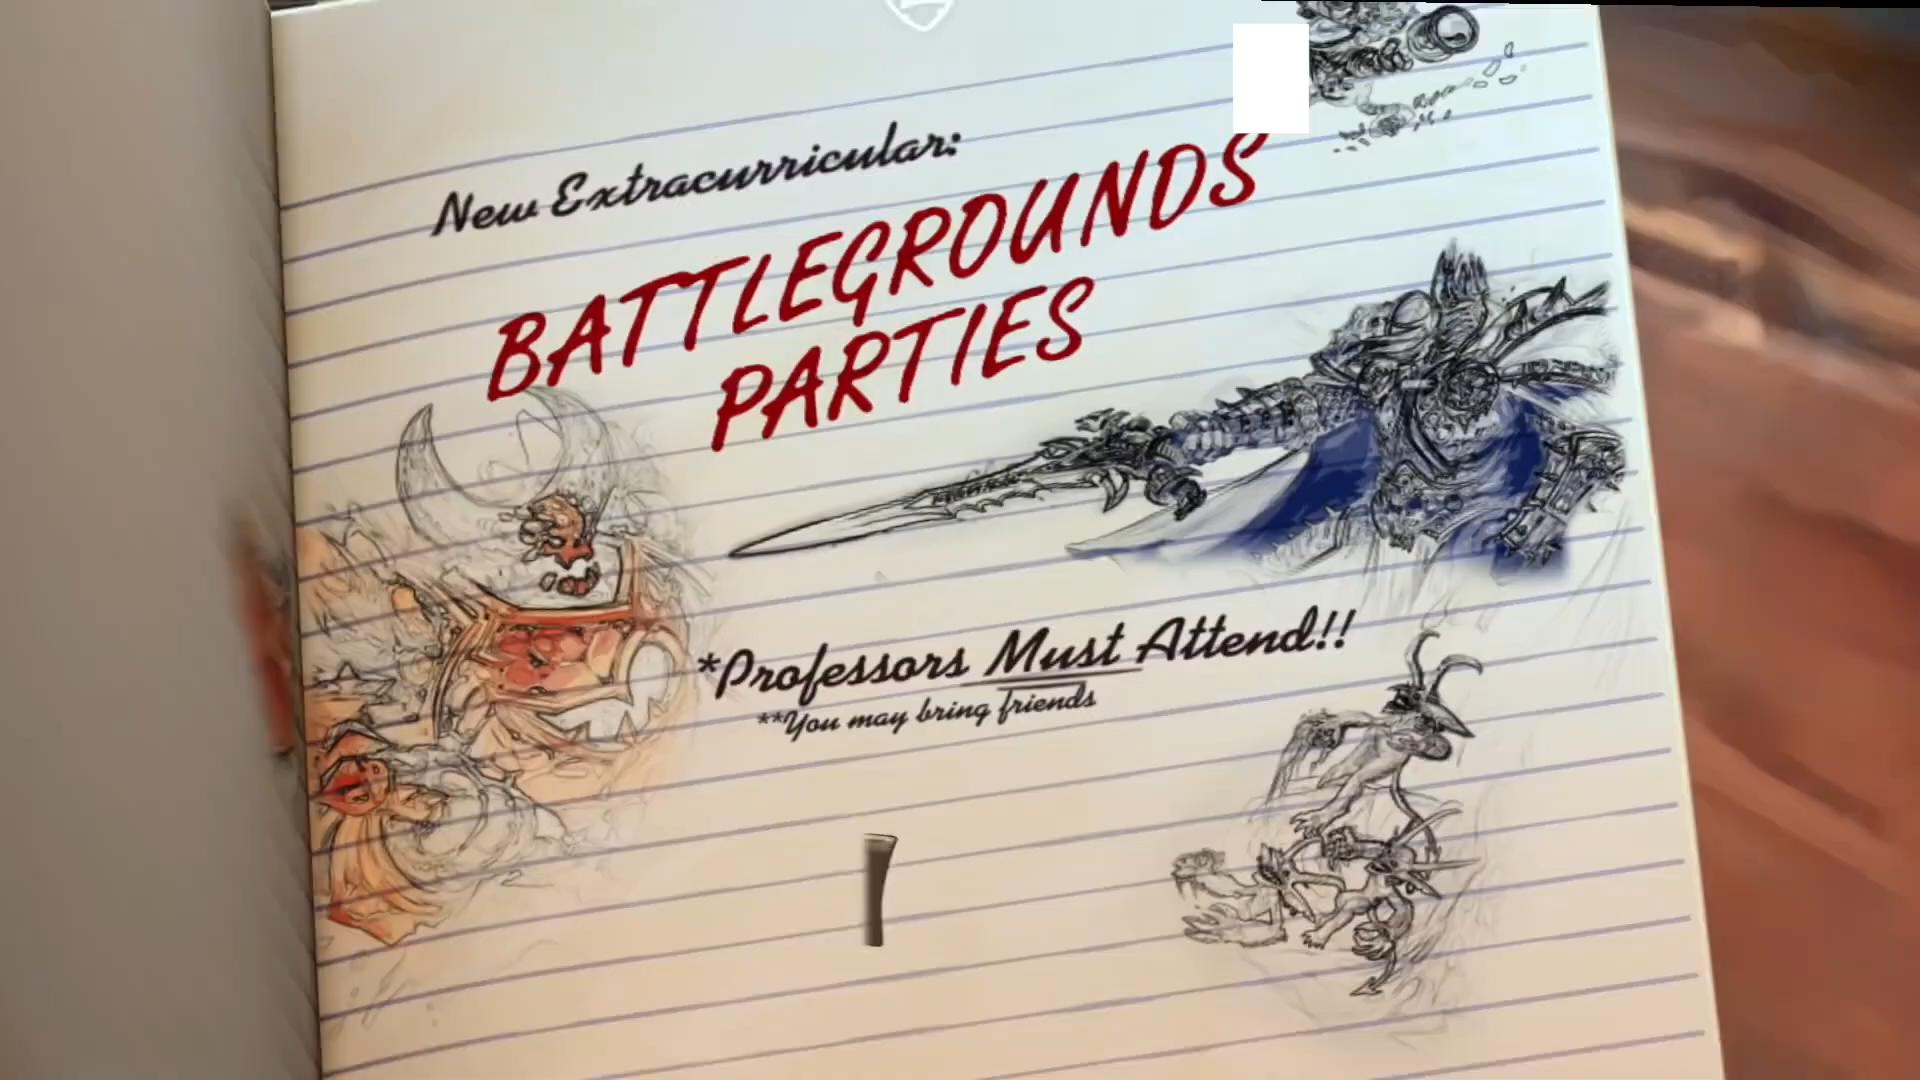 New Extracurricular:
BATTLEGROUNDS
PARTIES
*Professors Must Attend!!
**You may bring friends